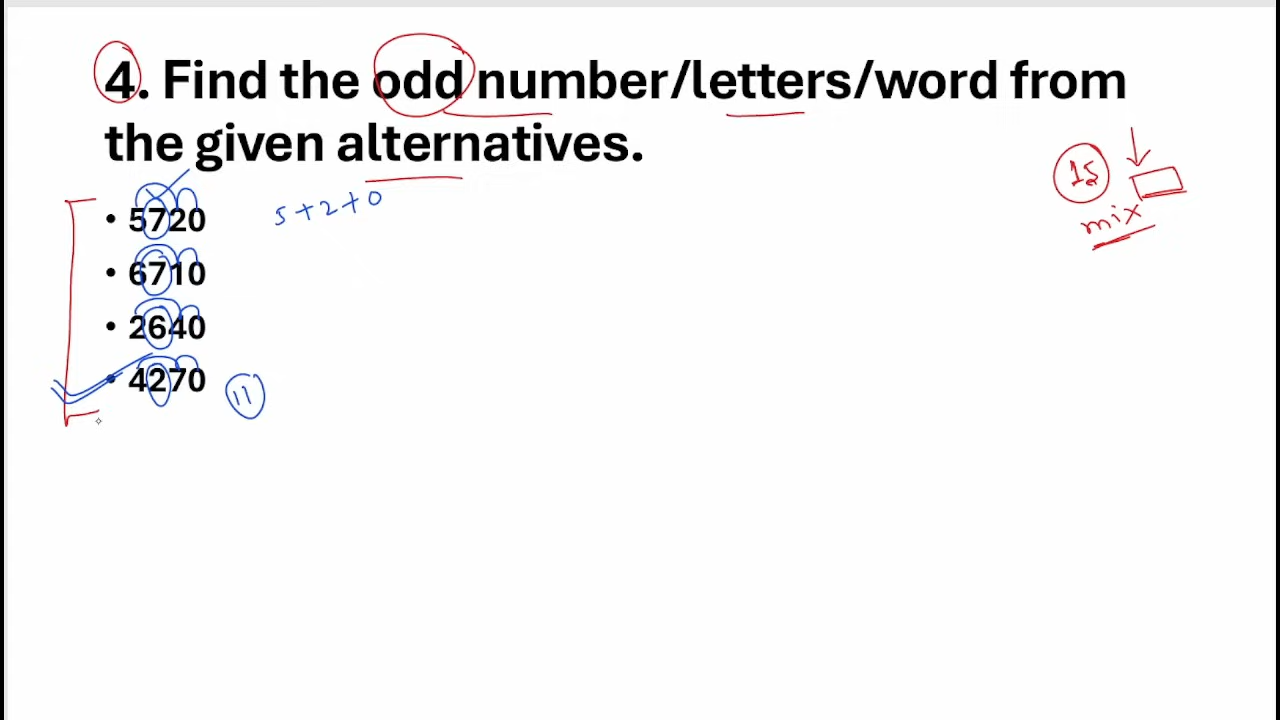 4. Find the odd number/letters/word from
the given alternatives.
15
mix
• 5720
5+2+0
• 6710
• 2640
• 4270
11